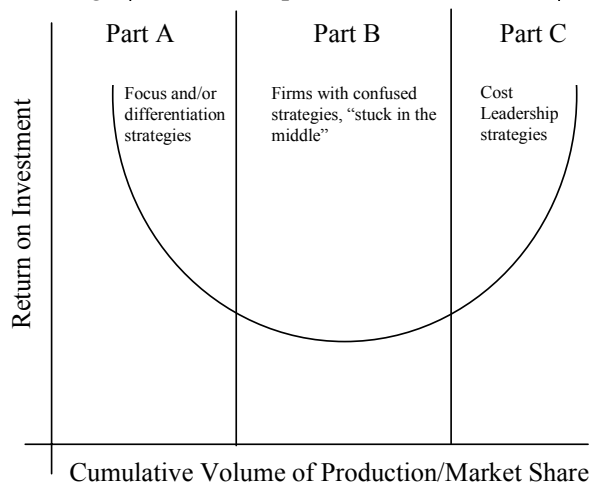 Part A
Part B
Part C
Focus and/or
differentiation
strategies
Firms with confused
strategies, “stuck in the
middle”
Cost
Leadership
strategies
Return on Investment
Cumulative Volume of Production/Market Share